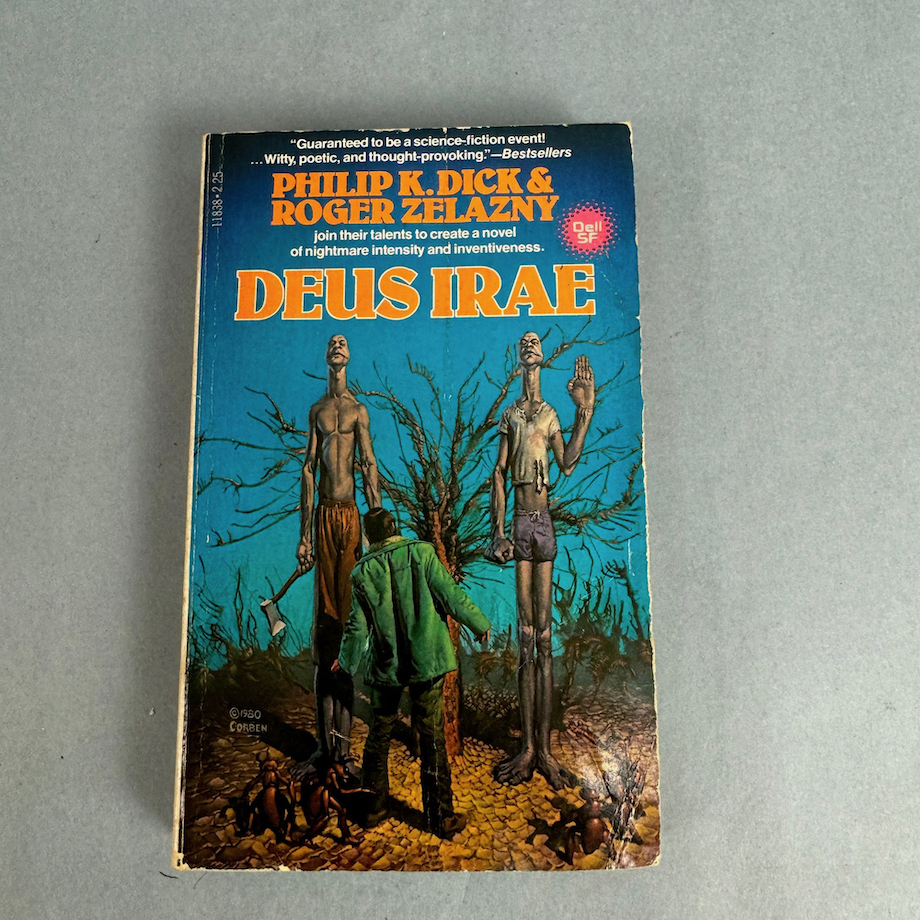 "Guaranteed to be a science-fiction event!
...Witty, poetic, and thought-provoking."—Bestsellers
11838 • 2.25
PHILIP K. DICK &
ROGER ZELAZNY
join their talents to create a novel
of nightmare intensity and inventiveness.
Dell
SF
DEUS IRAE
©1980
CORBEN